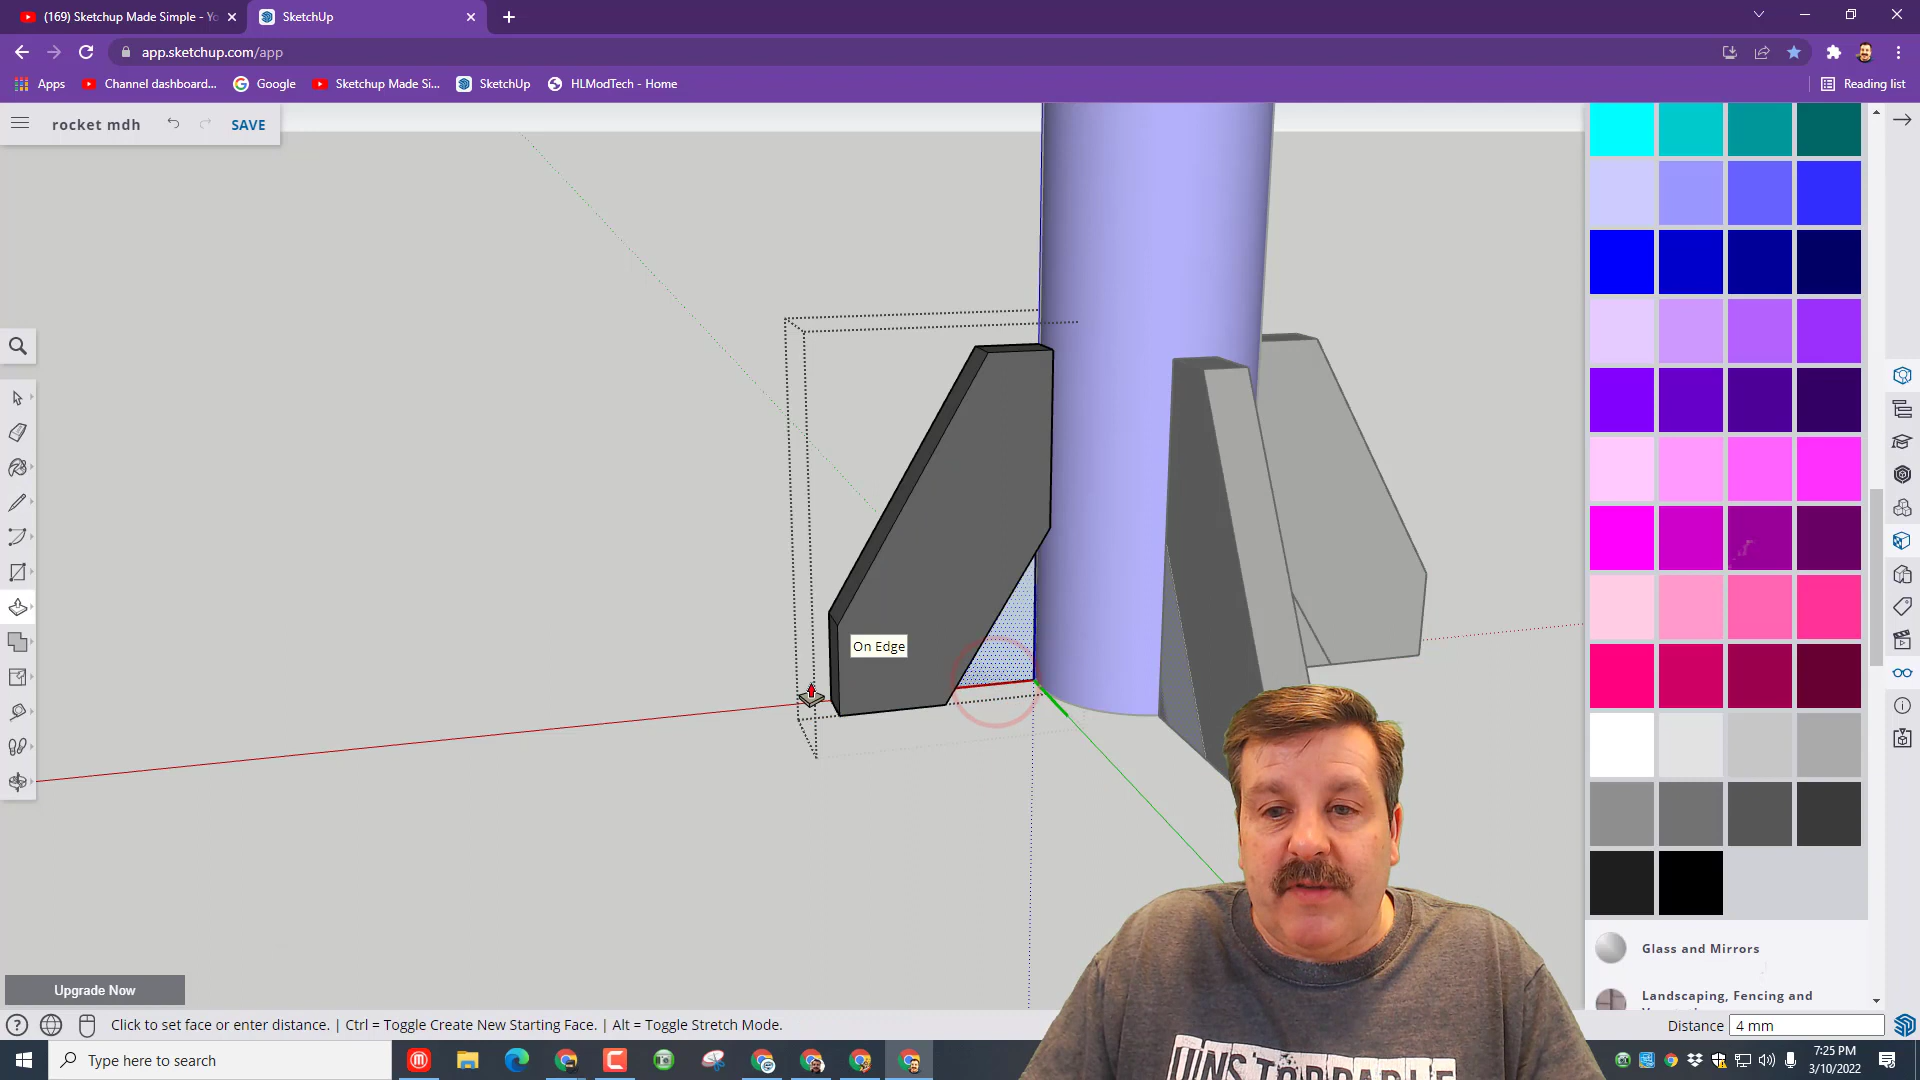 (169) Sketchup Made Simple - Yo
SketchUp
app.sketchup.com/app
Apps
Channel dashboard...
Google
Sketchup Made Si...
SketchUp
HLModTech - Home
Reading list
rocket mdh
SAVE
On Edge
Glass and Mirrors
Landscaping, Fencing and
Upgrade Now
Click to set face or enter distance. | Ctrl = Toggle Create New Starting Face. | Alt = Toggle Stretch Mode.
Distance
4 mm
UNSTOPPABLE
Type here to search
7:25 PM
3/10/2022